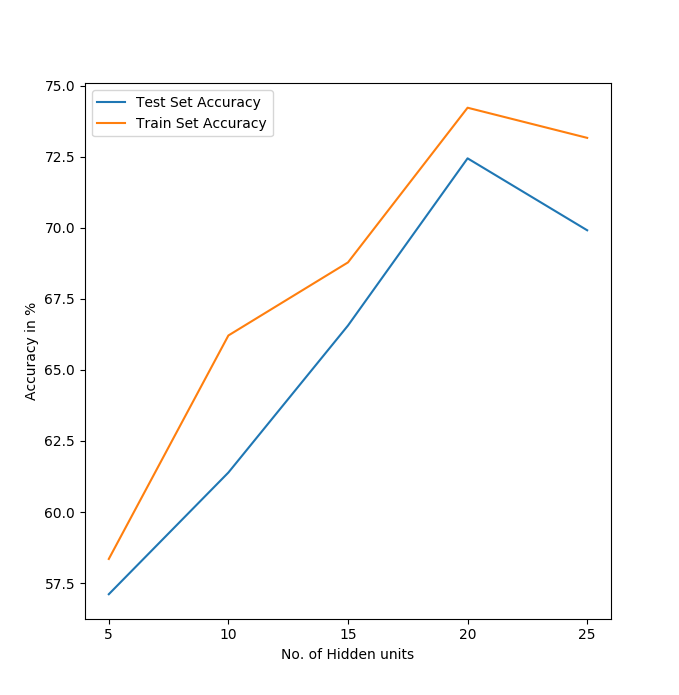 75.0
72.5
70.0
67.5
65.0
62.5
60.0
57.5
Accuracy in %
Test Set Accuracy
Train Set Accuracy
5 10 15 20 25
No. of Hidden units